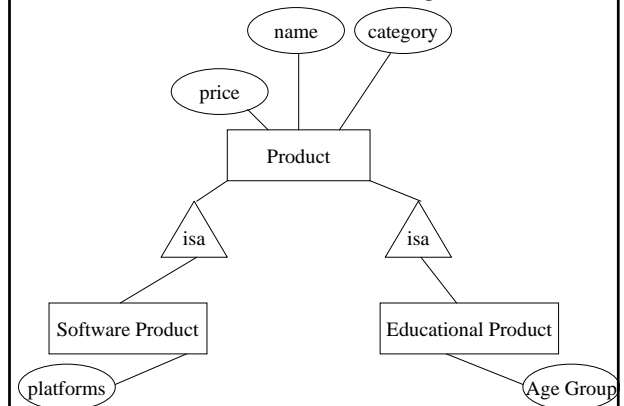 name
category
price
Product
isa
isa
Software Product
Educational Product
platforms
Age Group